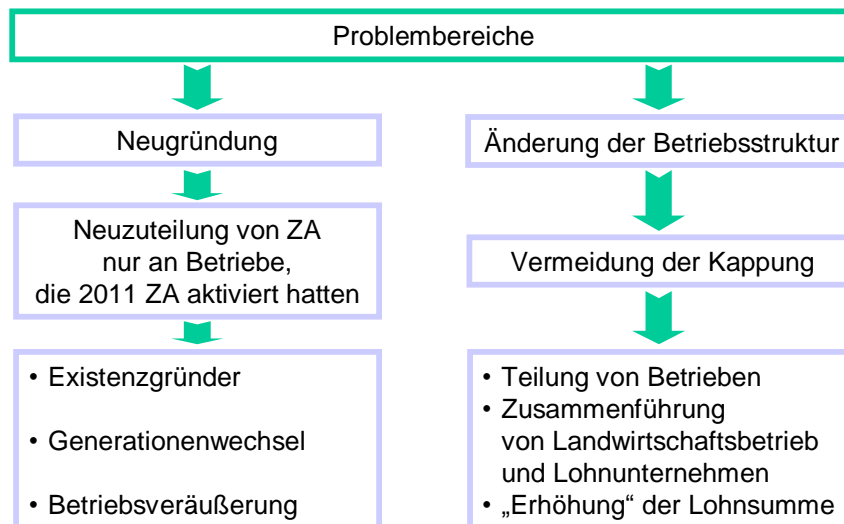 Problembereiche
Neugründung
Neuzuteilung von ZA
nur an Betriebe,
die 2011 ZA aktiviert hatten
• Existenzgründer
• Generationenwechsel
• Betriebsveräußerung
Änderung der Betriebsstruktur
Vermeidung der Kappung
• Teilung von Betrieben
• Zusammenführung
von Landwirtschaftsbetrieb
und Lohnunternehmen
• „Erhöhung“ der Lohnsumme